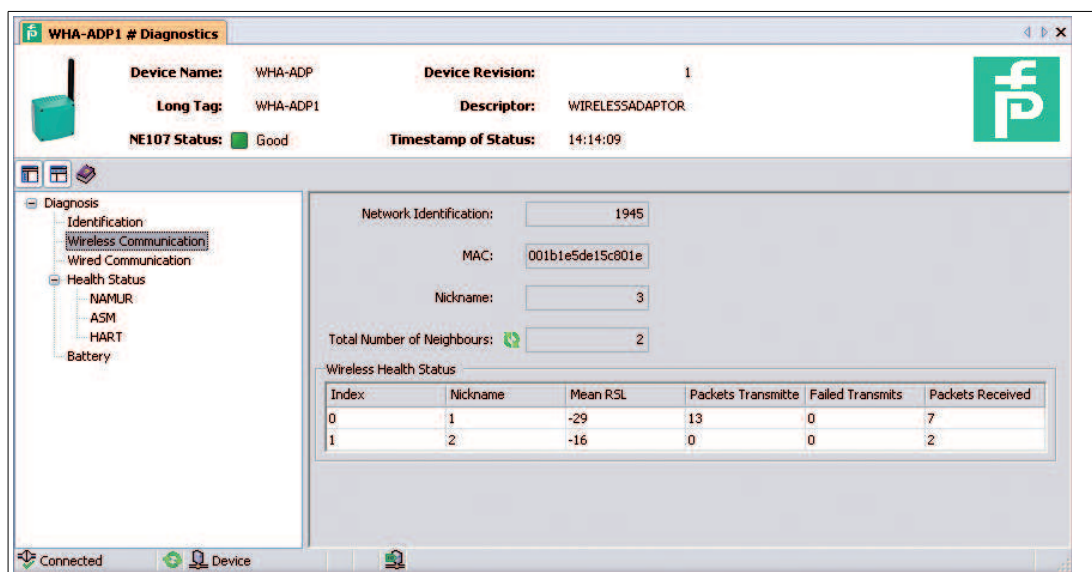 WHA-ADP1 # Diagnostics
Device Name: WHA-ADP Device Revision: 1
Long Tag: WHA-ADP1 Descriptor: WIRELESSADAPTOR
NE107 Status: Good Timestamp of Status: 14:14:09
Diagnosis
Identification
Wireless Communication
Wired Communication
Health Status
NAMUR
ASM
HART
Battery
Network Identification: 1945
MAC: 001b1e5de15c801e
Nickname: 3
Total Number of Neighbours: 2
Wireless Health Status
Index Nickname Mean RSL Packets Transmitte Failed Transmits Packets Received
0 1 -29 13 0 7
1 2 -16 0 0 2
Connected Device